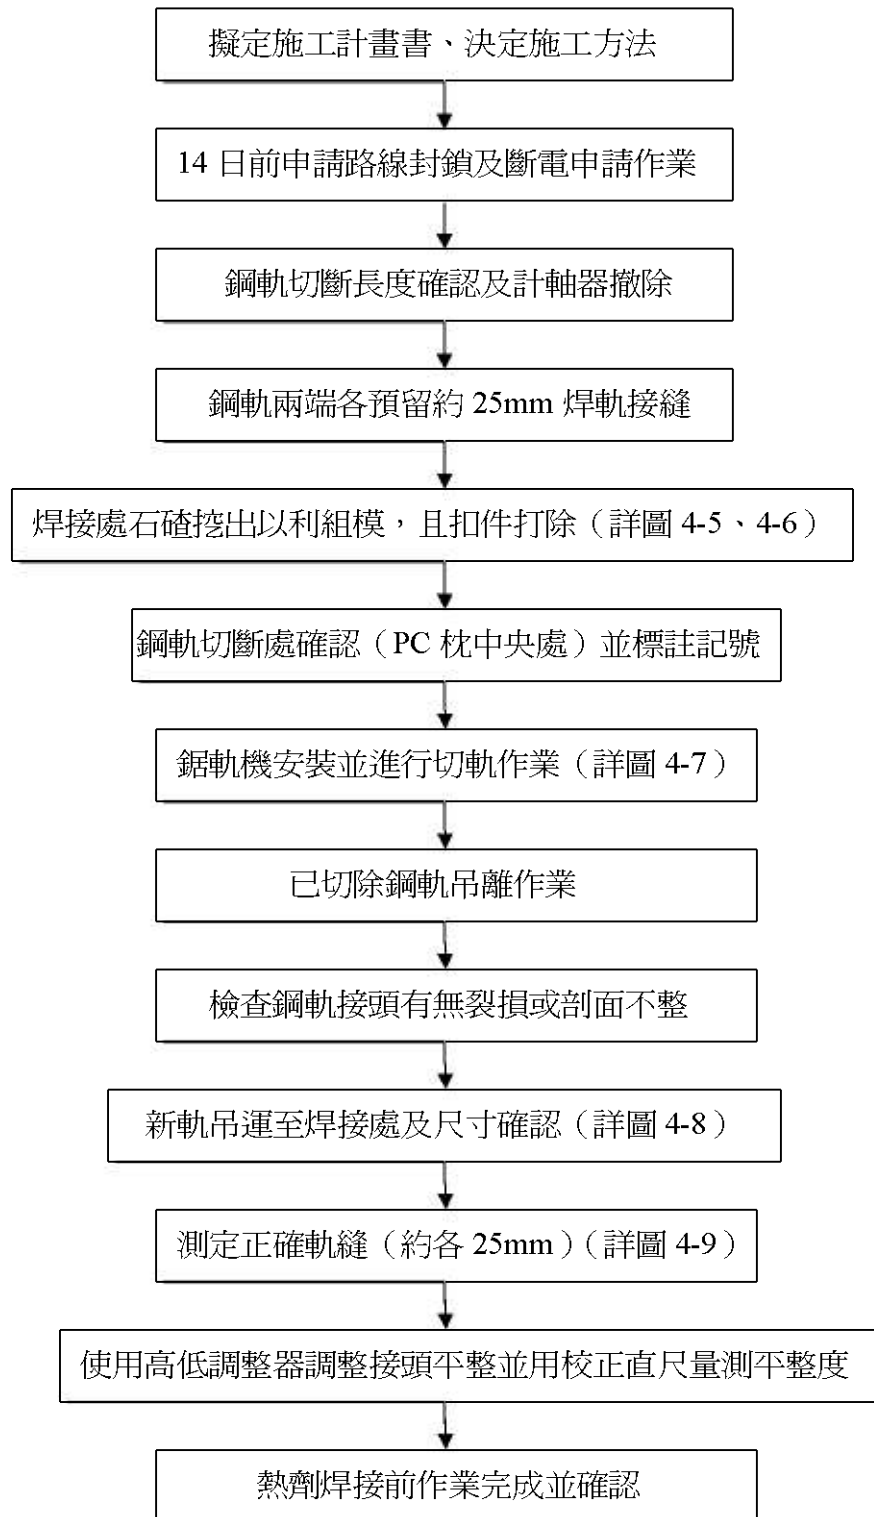 擬定施工計畫書、決定施工方法
14 日前申請路線封鎖及斷電申請作業
鋼軌切斷長度確認及計軸器撤除
鋼軌兩端各預留約 25mm 焊軌接縫
焊接處石碴挖出以利組模，且扣件打除（詳圖 4-5、4-6）
鋼軌切斷處確認（PC 枕中央處）並標註記號
鋸軌機安裝並進行切軌作業（詳圖 4-7）
已切除鋼軌吊離作業
檢查鋼軌接頭有無裂損或剖面不整
新軌吊運至焊接處及尺寸確認（詳圖 4-8）
測定正確軌縫（約各 25mm）（詳圖 4-9）
使用高低調整器調整接頭平整並用校正直尺量測平整度
熱劑焊接前作業完成並確認